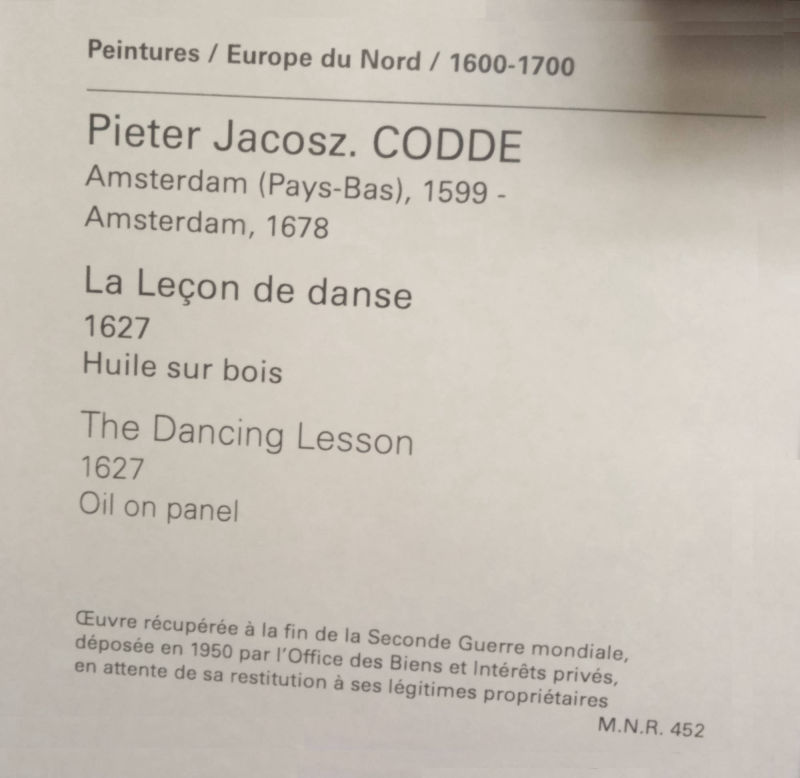 Peintures / Europe du Nord / 1600-1700
Pieter Jacosz. CODDE
Amsterdam (Pays-Bas), 1599 -
Amsterdam, 1678
La Leçon de danse
1627
Huile sur bois
The Dancing Lesson
1627
Oil on panel
Œuvre récupérée à la fin de la Seconde Guerre mondiale,
déposée en 1950 par l'Office des Biens et Intérêts privés,
en attente de sa restitution à ses légitimes propriétaires
M.N.R. 452